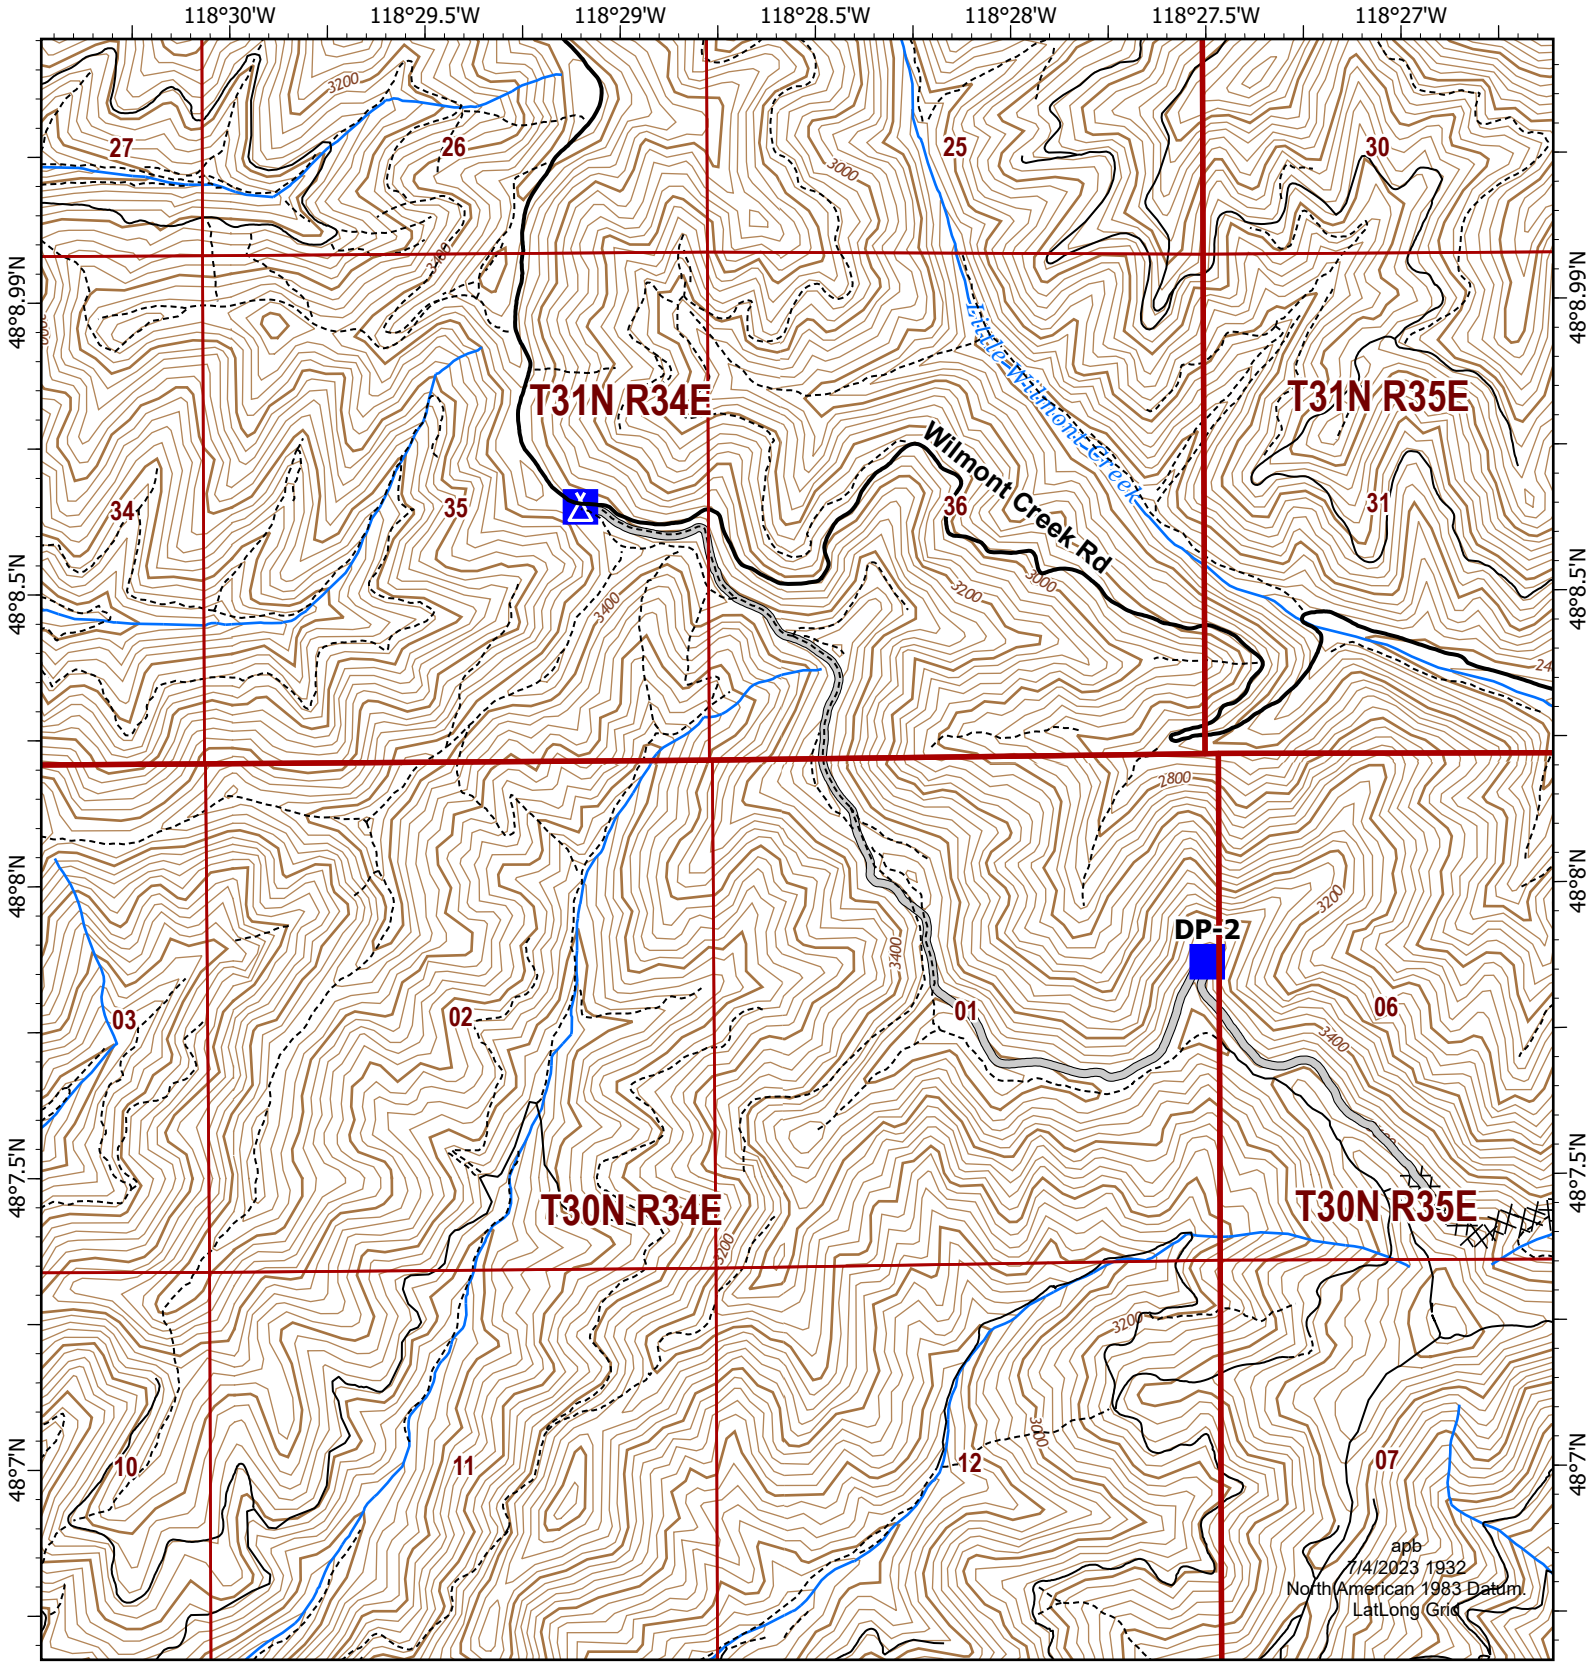 118°30'W 118°29.5'W 118°29'W 118°28.5'W 118°28'W 118°27.5'W 118°27'W
3200
27 26 25 30
3000
3400
48°8.99'N 48°8.99'N
Little Wilmont Creek
T31N R34E T31N R35E
Wilmont Creek Rd
34 35 36 31
48°8.5'N 48°8.5'N
3400 3200 3000
24
2800
48°8'N 48°8'N
3200
DP-2
3400
03 02 01 06
3400
48°7.5'N 48°7.5'N
T30N R34E T30N R35E
3200
3200
3000
10 11 12 07
48°7'N 48°7'N
apb
7/4/2023 1932
North American 1983 Datum.
LatLong Grid